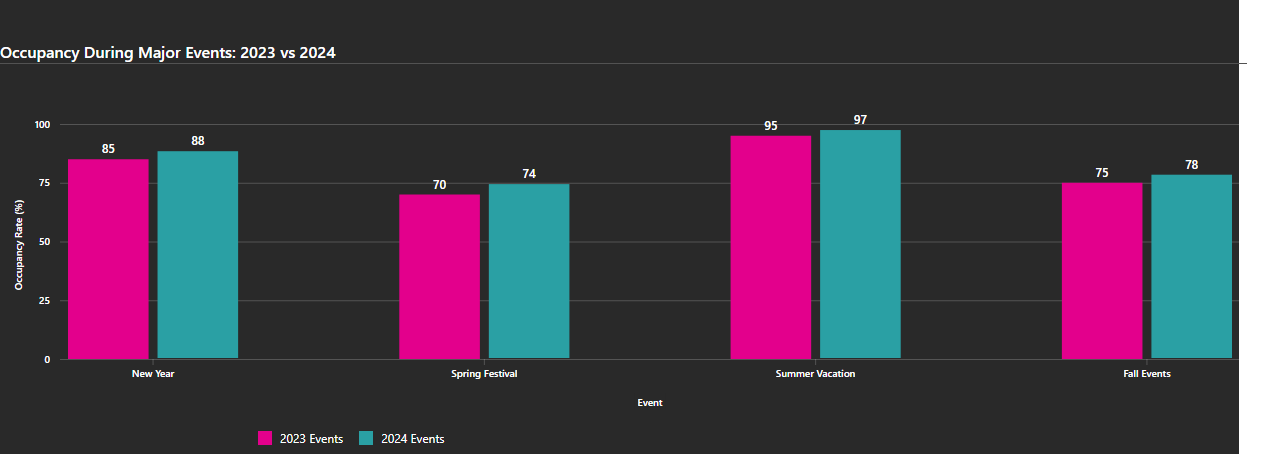 Occupancy During Major Events: 2023 vs 2024
100
75
50
25
0
Occupancy Rate (%)
85
88
70
74
95
97
75
78
New Year
Spring Festival
Summer Vacation
Fall Events
Event
2023 Events
2024 Events